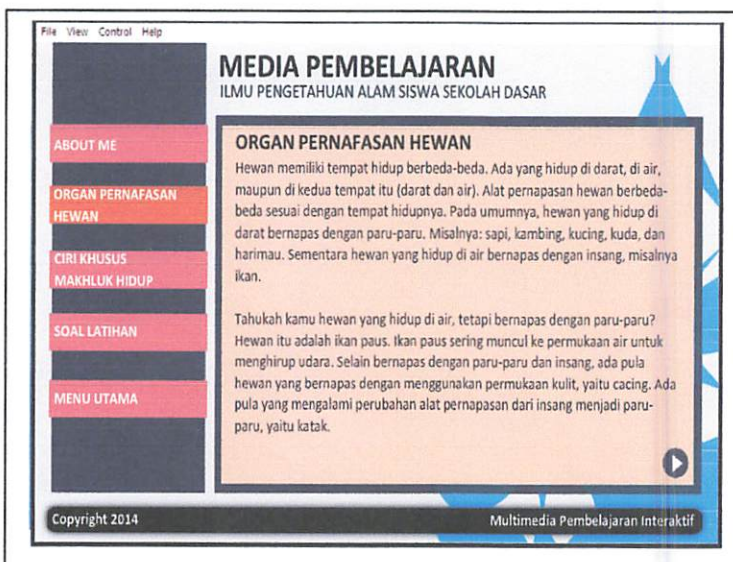 File View Control Help
MEDIA PEMBELAJARAN
ILMU PENGETAHUAN ALAM SISWA SEKOLAH DASAR
ABOUT ME
ORGAN PERNAFASAN
HEWAN
CIRI KHUSUS
MAKHLUK HIDUP
SOAL LATIHAN
MENU UTAMA
ORGAN PERNAFASAN HEWAN
Hewan memiliki tempat hidup berbeda-beda. Ada yang hidup di darat, di air,
maupun di kedua tempat itu (darat dan air). Alat pernapasan hewan berbeda-
beda sesuai dengan tempat hidupnya. Pada umumnya, hewan yang hidup di
darat bernapas dengan paru-paru. Misalnya: sapi, kambing, kucing, kuda, dan
harimau. Sementara hewan yang hidup di air bernapas dengan insang, misalnya
ikan.
Tahukah kamu hewan yang hidup di air, tetapi bernapas dengan paru-paru?
Hewan itu adalah ikan paus. Ikan paus sering muncul ke permukaan air untuk
menghirup udara. Selain bernapas dengan paru-paru dan insang, ada pula
hewan yang bernapas dengan menggunakan permukaan kulit, yaitu cacing. Ada
pula yang mengalami perubahan alat pernapasan dari insang menjadi paru-
paru, yaitu katak.
Copyright 2014
Multimedia Pembelajaran Interaktif